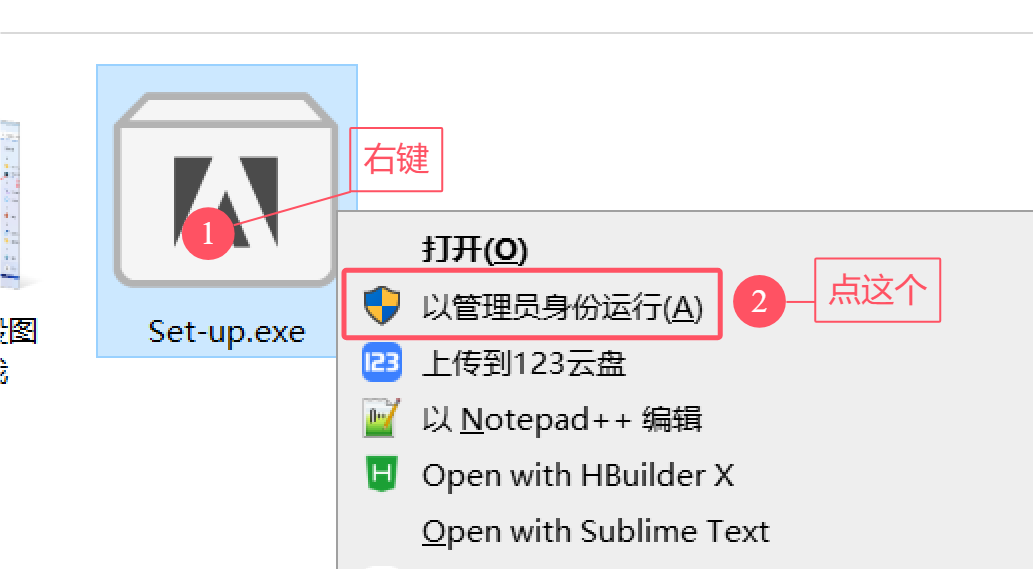 右键
1
打开(O)
以管理员身份运行(A)
2
点这个
Set-up.exe
图
123
上传到123云盘
以 Notepad++ 编辑
H
Open with HBuilder X
Open with Sublime Text